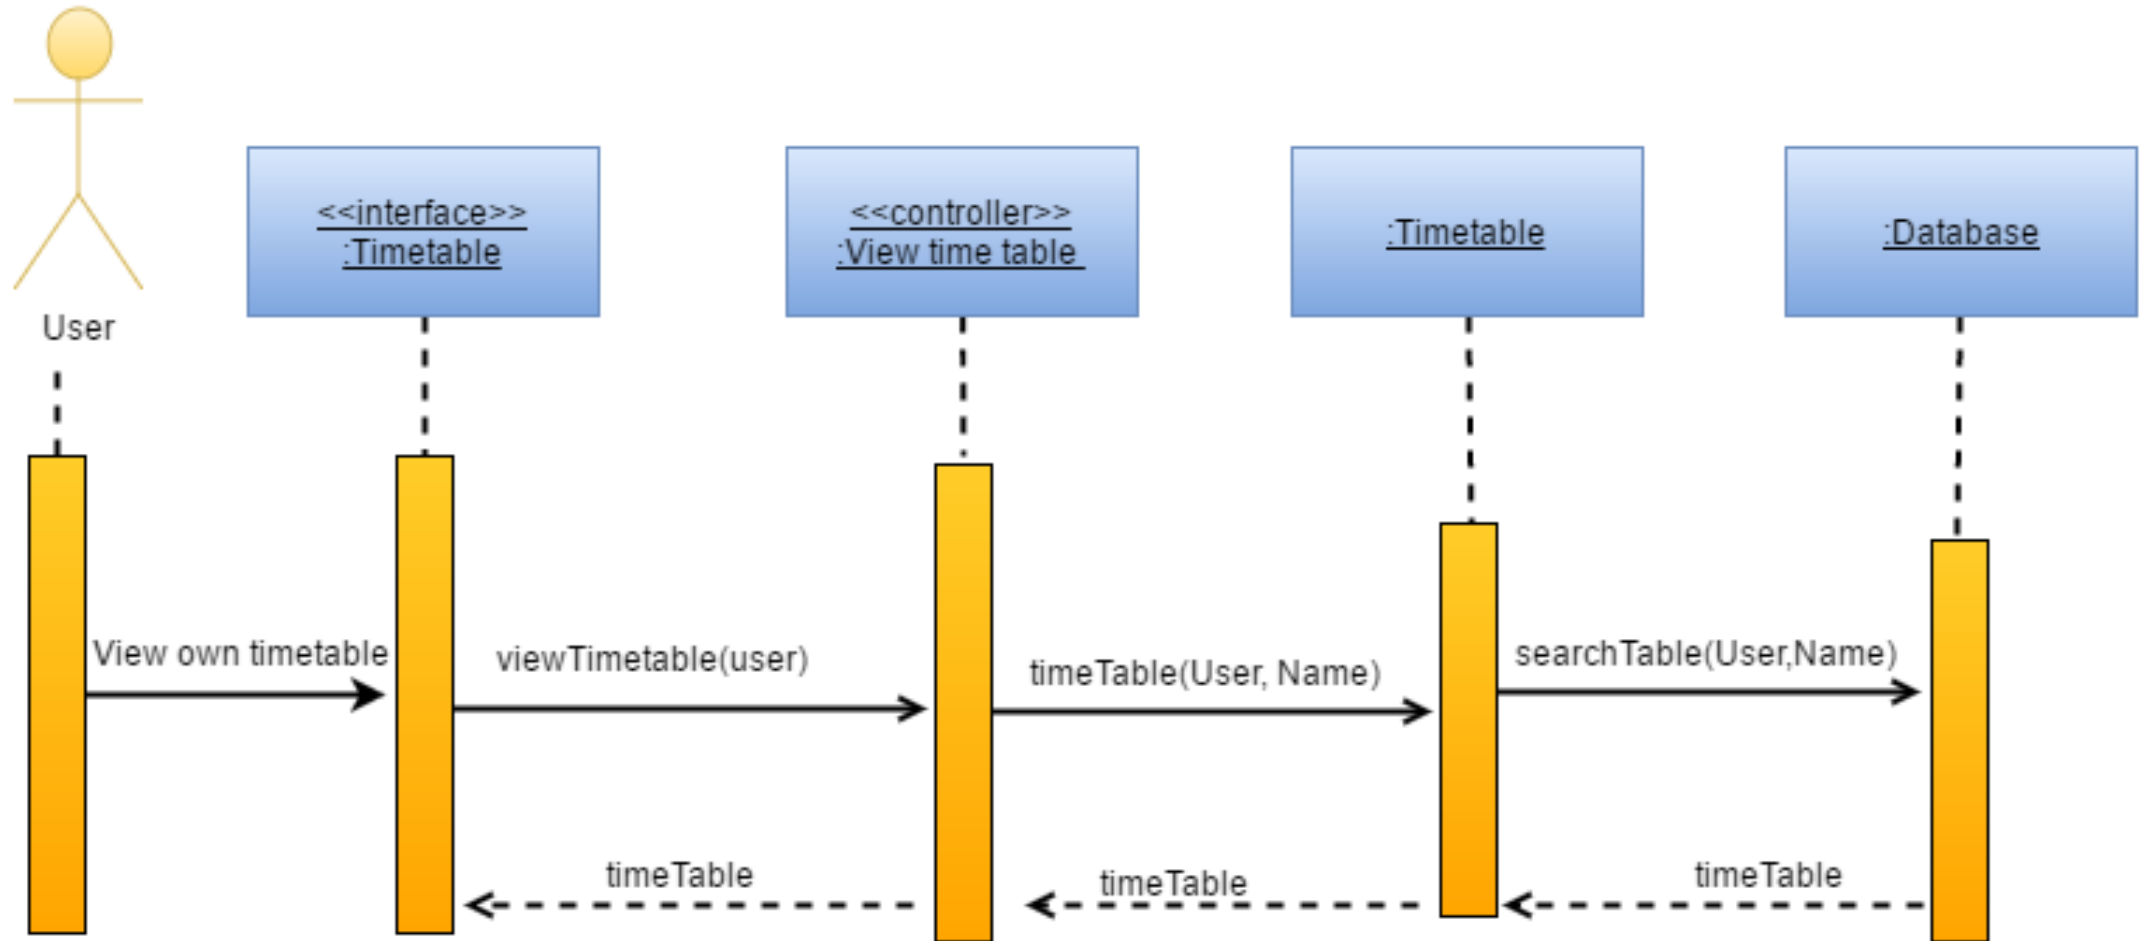 <<interface>>
:Timetable
<<controller>>
:View time table
:Timetable
:Database
User
View own timetable
viewTimetable(user)
timeTable(User, Name)
searchTable(User,Name)
timeTable
timeTable
timeTable